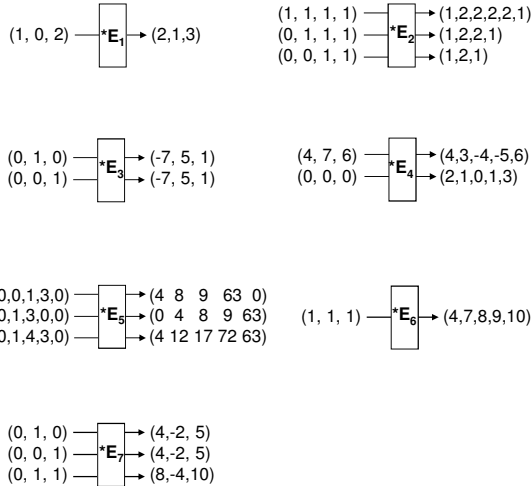 (1, 0, 2) *E1 (2,1,3)
(1, 1, 1, 1) (1,2,2,2,2,1)
(0, 1, 1, 1) *E2 (1,2,2,1)
(0, 0, 1, 1) (1,2,1)
(0, 1, 0) (-7, 5, 1)
(0, 0, 1) *E3 (-7, 5, 1)
(4, 7, 6) (4,3,-4,-5,6)
(0, 0, 0) *E4 (2,1,0,1,3)
0,0,1,3,0) (4 8 9 63 0)
0,1,3,0,0) *E5 (0 4 8 9 63)
0,1,4,3,0) (4 12 17 72 63)
(1, 1, 1) *E6 (4,7,8,9,10)
(0, 1, 0) (4,-2, 5)
(0, 0, 1) *E7 (4,-2, 5)
(0, 1, 1) (8,-4,10)